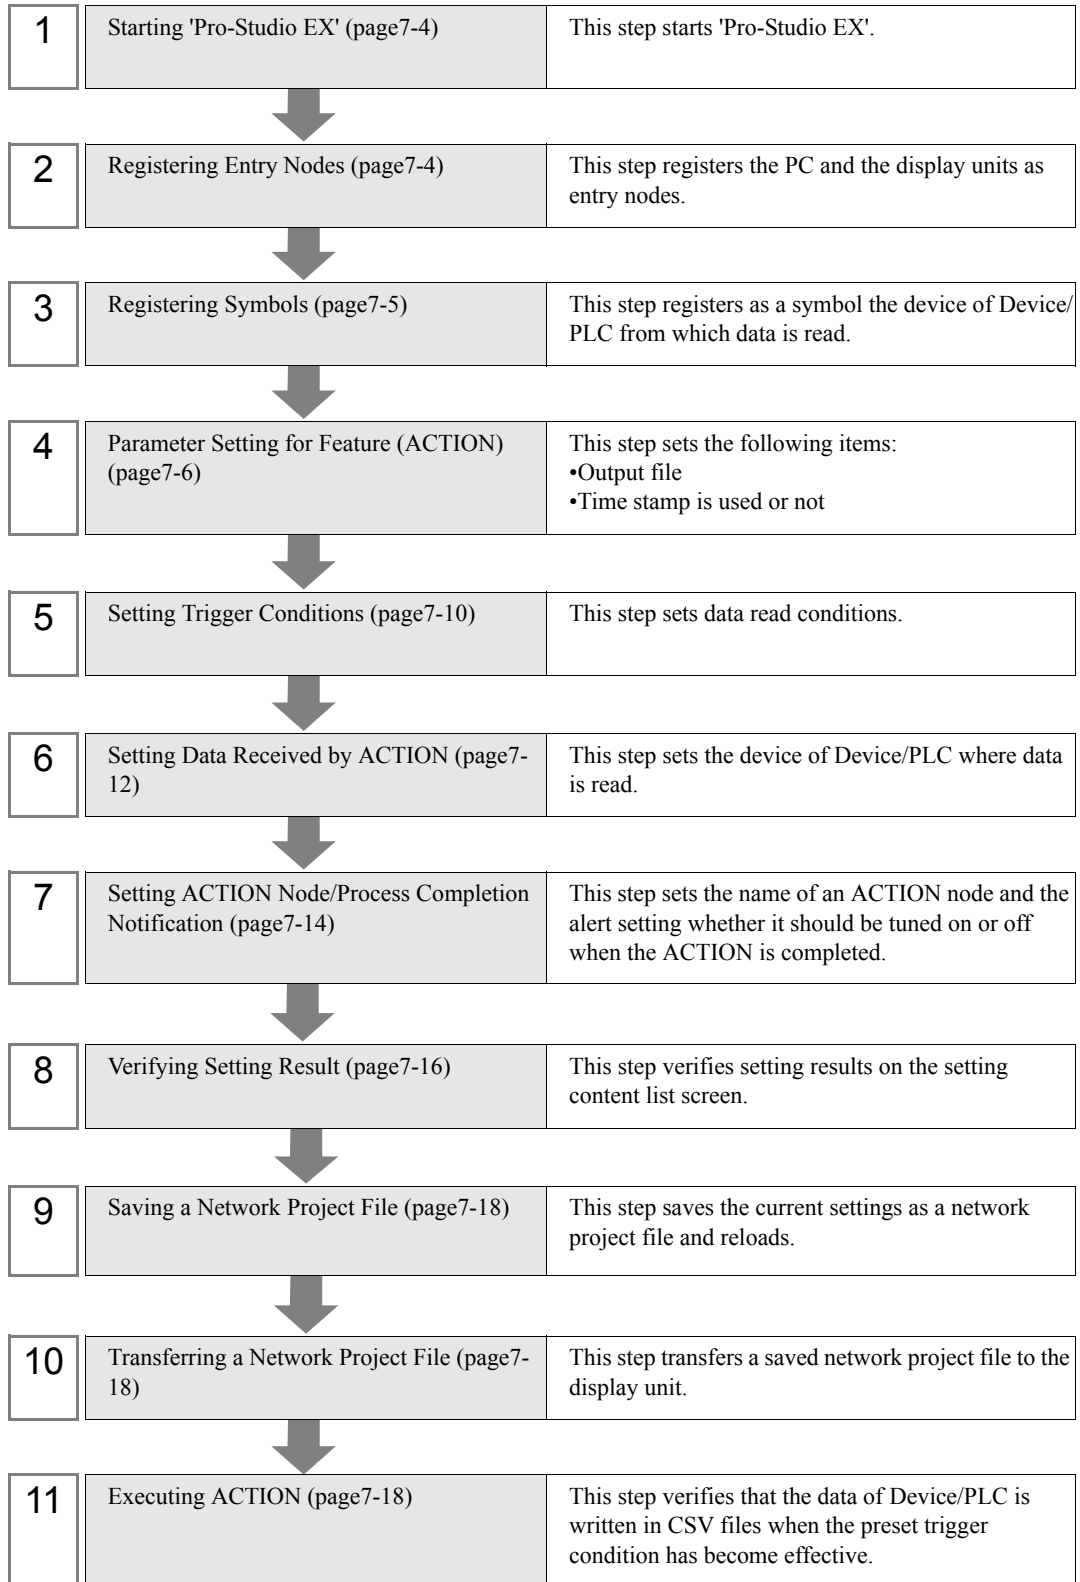 1
Starting 'Pro-Studio EX' (page7-4)
This step starts 'Pro-Studio EX'.
2
Registering Entry Nodes (page7-4)
This step registers the PC and the display units as
entry nodes.
3
Registering Symbols (page7-5)
This step registers as a symbol the device of Device/
PLC from which data is read.
4
Parameter Setting for Feature (ACTION)
(page7-6)
This step sets the following items:
•Output file
•Time stamp is used or not
5
Setting Trigger Conditions (page7-10)
This step sets data read conditions.
6
Setting Data Received by ACTION (page7-
12)
This step sets the device of Device/PLC where data
is read.
7
Setting ACTION Node/Process Completion
Notification (page7-14)
This step sets the name of an ACTION node and the
alert setting whether it should be tuned on or off
when the ACTION is completed.
8
Verifying Setting Result (page7-16)
This step verifies setting results on the setting
content list screen.
9
Saving a Network Project File (page7-18)
This step saves the current settings as a network
project file and reloads.
10
Transferring a Network Project File (page7-
18)
This step transfers a saved network project file to the
display unit.
11
Executing ACTION (page7-18)
This step verifies that the data of Device/PLC is
written in CSV files when the preset trigger
condition has become effective.